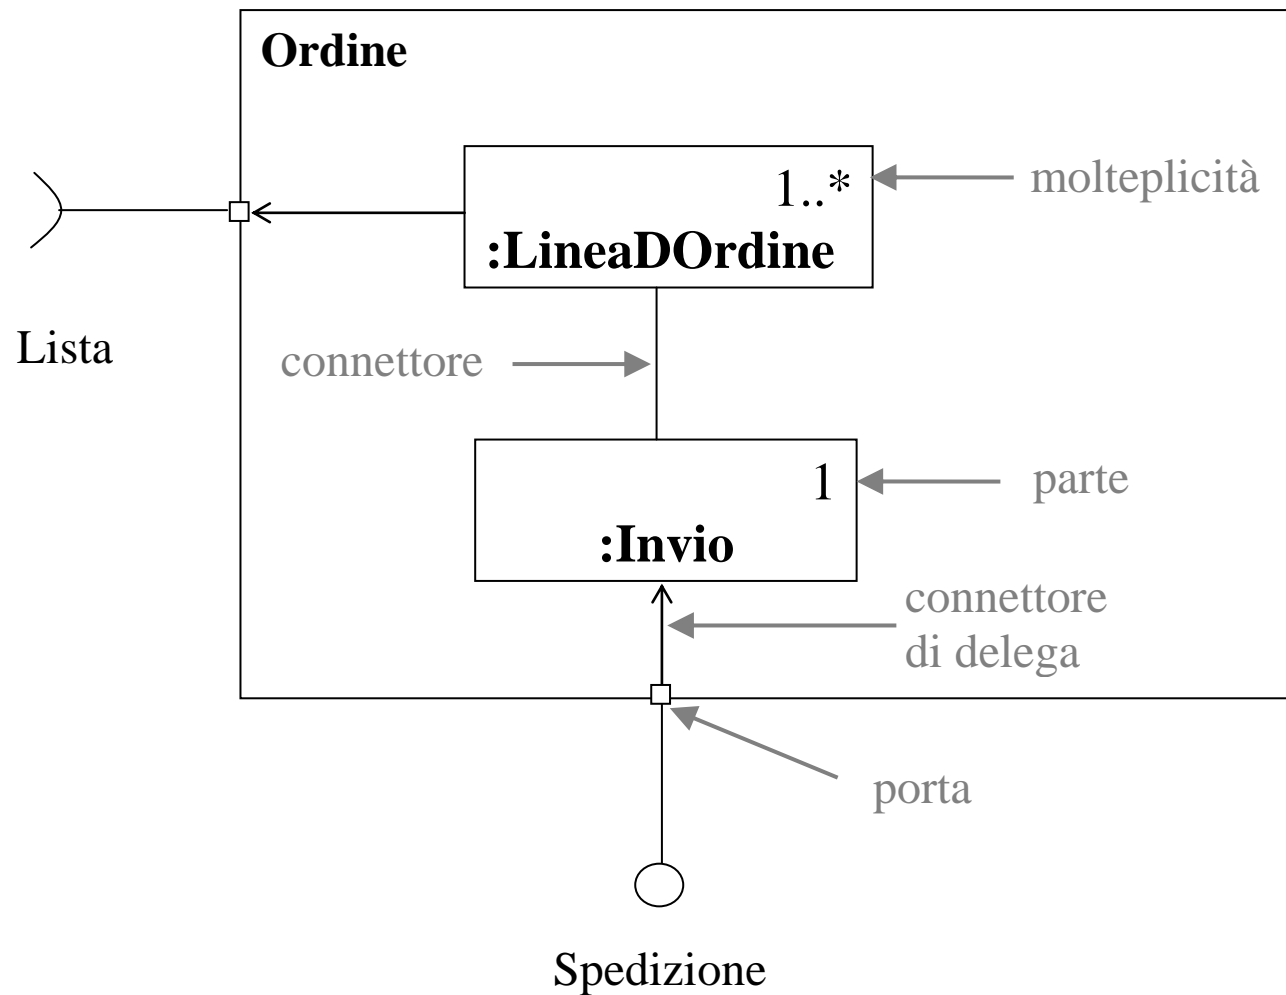 Ordine
1..*
molteplicità
:LineaDOrdine
Lista
connettore
1
parte
:Invio
connettore
di delega
porta
Spedizione